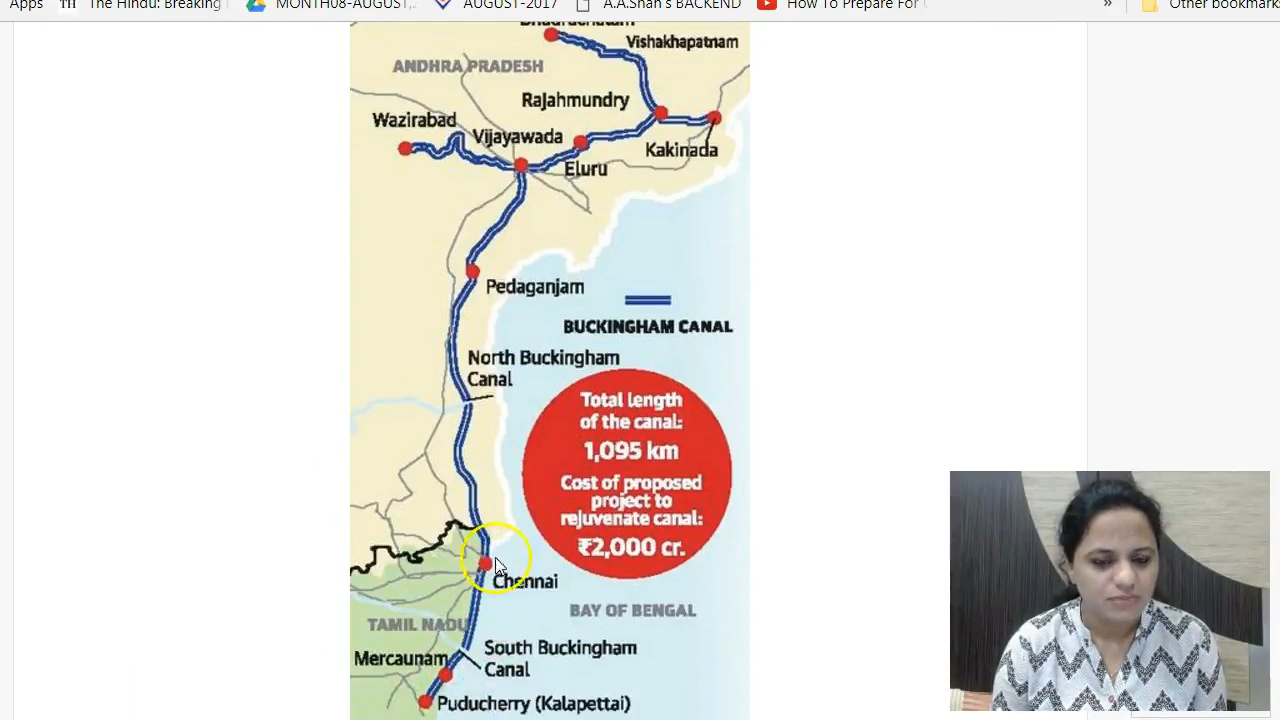 Apps
TH
The Hindu: Breaking
MONTH08-AUGUST,
AUGUST-2017
A.A.Shah's BACKEND
How To Prepare For
»
Other bookmark
Bhadrachalam
Vishakhapatnam
ANDHRA PRADESH
Rajahmundry
Wazirabad
Vijayawada
Kakinada
Eluru
Pedaganjam
BUCKINGHAM CANAL
North Buckingham
Canal
Total length
of the canal:
1,095 km
Cost of proposed
project to
rejuvenate canal:
₹2,000 cr.
Chennai
BAY OF BENGAL
TAMIL NADU
South Buckingham
Canal
Mercaunam
Puducherry (Kalapettai)